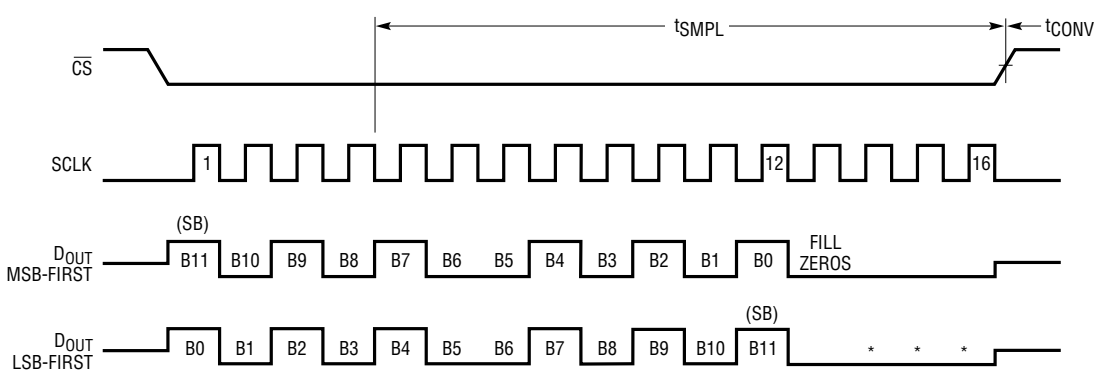 tSMPL tCONV
CS
SCLK 1 12 16
(SB)
DOUT
MSB-FIRST
B11 B10 B9 B8 B7 B6 B5 B4 B3 B2 B1 B0
FILL
ZEROS
(SB)
DOUT
LSB-FIRST
B0 B1 B2 B3 B4 B5 B6 B7 B8 B9 B10 B11 * * *